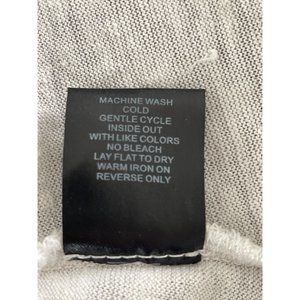 MACHINE WASH
COLD
GENTLE CYCLE
INSIDE OUT
WITH LIKE COLORS
NO BLEACH
LAY FLAT TO DRY
WARM IRON ON
REVERSE ONLY